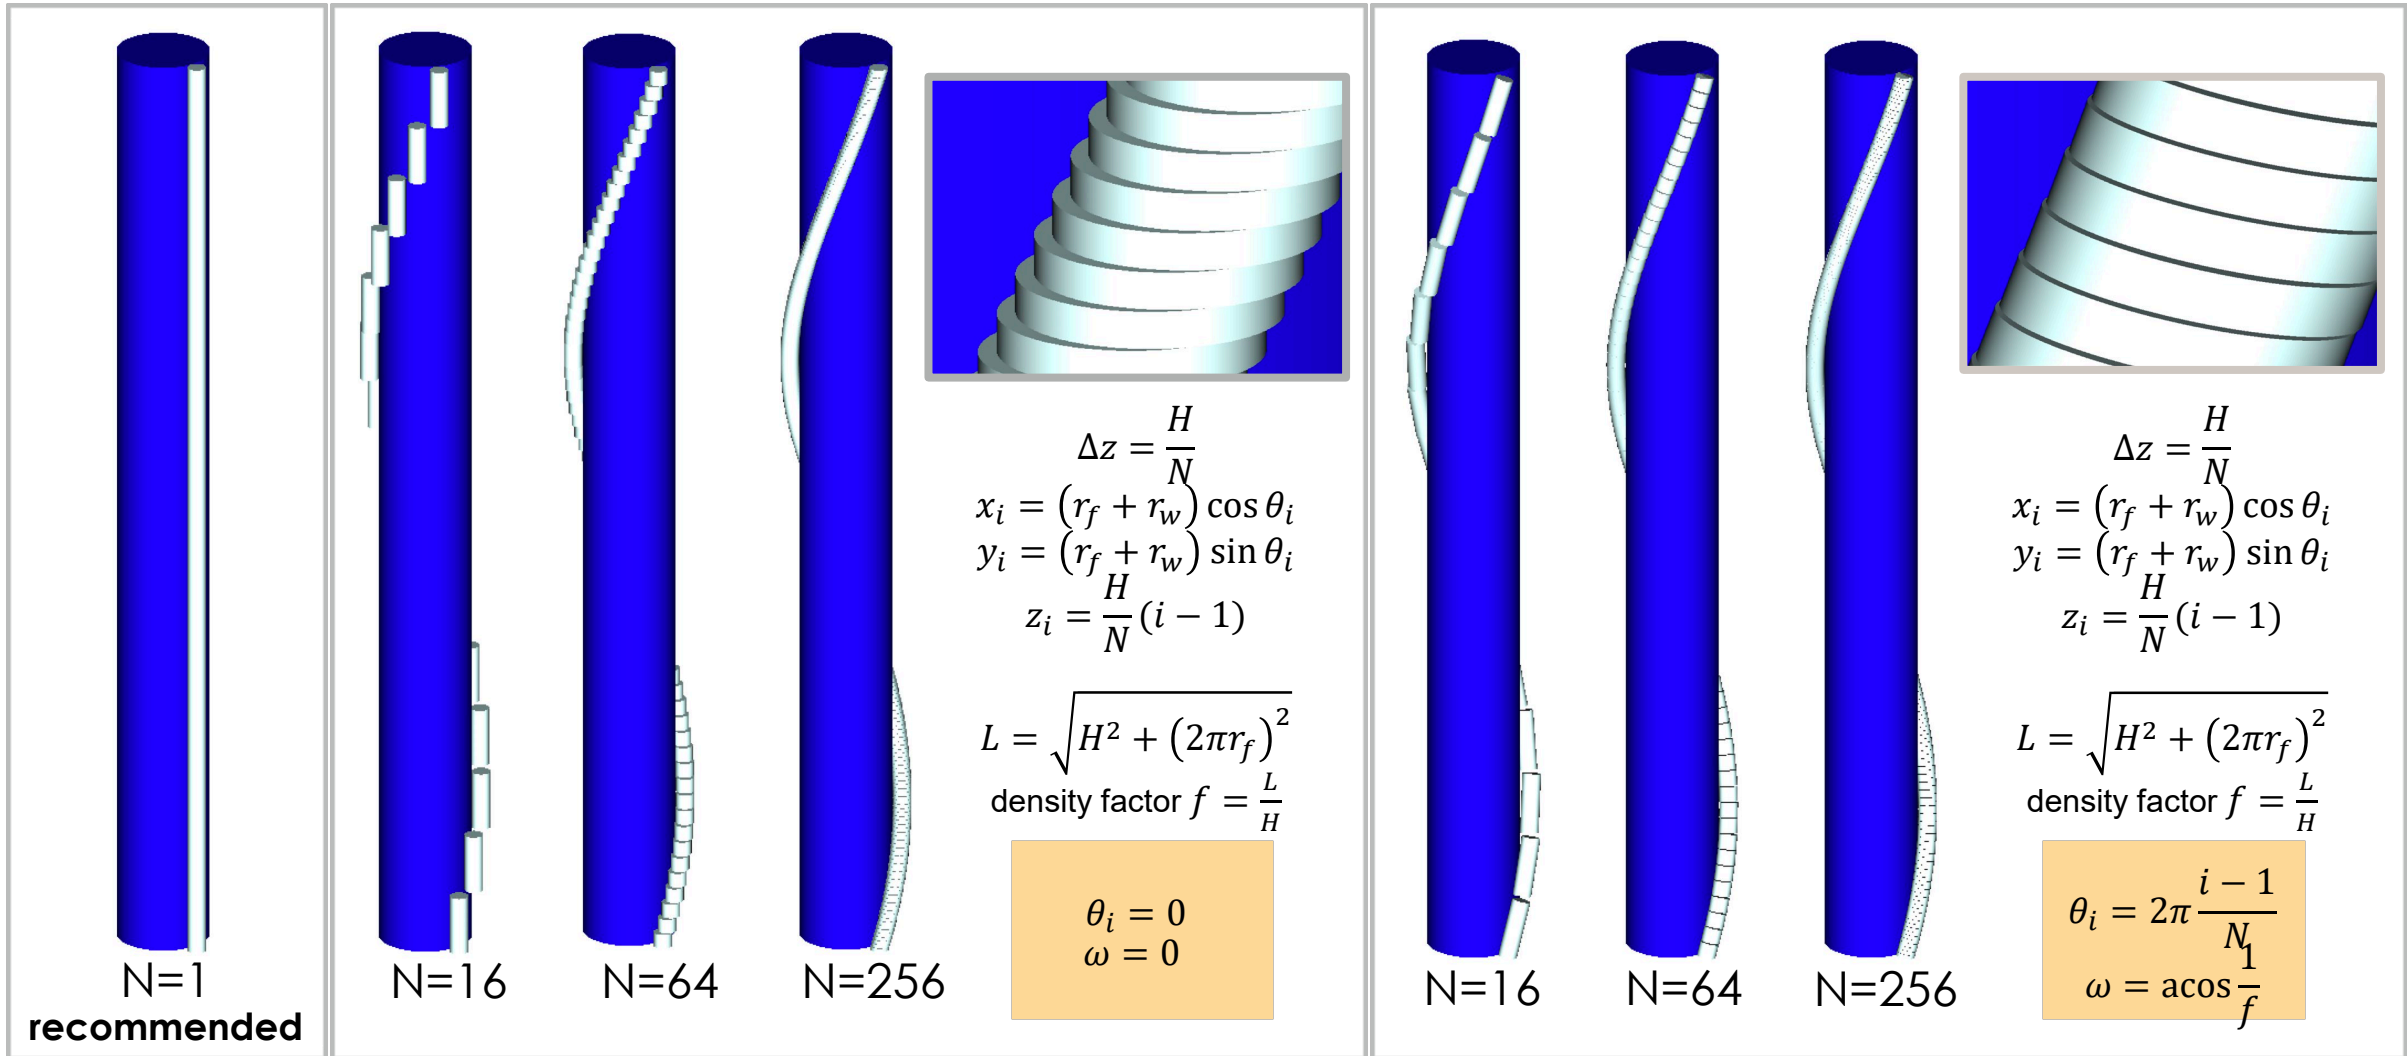 N=1
recommended
N=16
N=64
N=256
Δz = H/N
x_i = (r_f + r_w) cos θ_i
y_i = (r_f + r_w) sin θ_i
z_i = H/N (i − 1)
L = √(H² + (2πr_f)²)
density factor f = L/H
θ_i = 0
ω = 0
N=16
N=64
N=256
Δz = H/N
x_i = (r_f + r_w) cos θ_i
y_i = (r_f + r_w) sin θ_i
z_i = H/N (i − 1)
L = √(H² + (2πr_f)²)
density factor f = L/H
θ_i = 2π (i − 1)/N
ω = acos 1/f